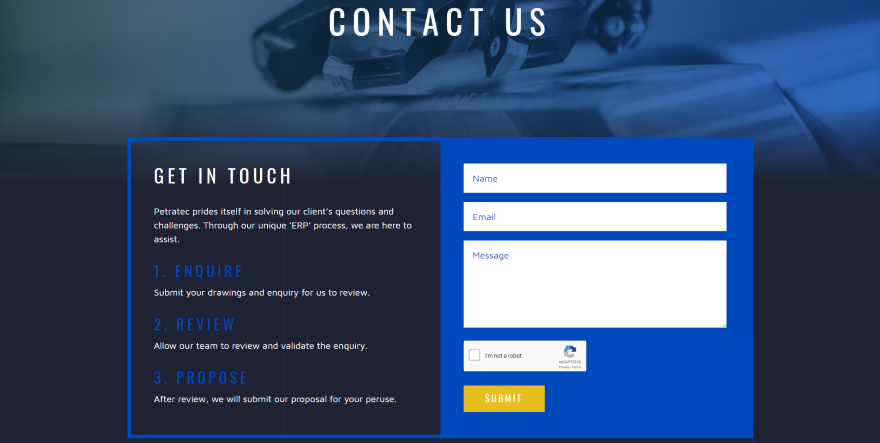 CONTACT US
GET IN TOUCH
Petratec prides itself in solving our client's questions and
challenges. Through our unique 'ERP' process, we are here to
assist.
1. ENQUIRE
Submit your drawings and enquiry for us to review.
2. REVIEW
Allow our team to review and validate the enquiry.
3. PROPOSE
After review, we will submit our proposal for your peruse.
Name
Email
Message
I'm not a robot
reCAPTCHA
Privacy - Terms
SUBMIT